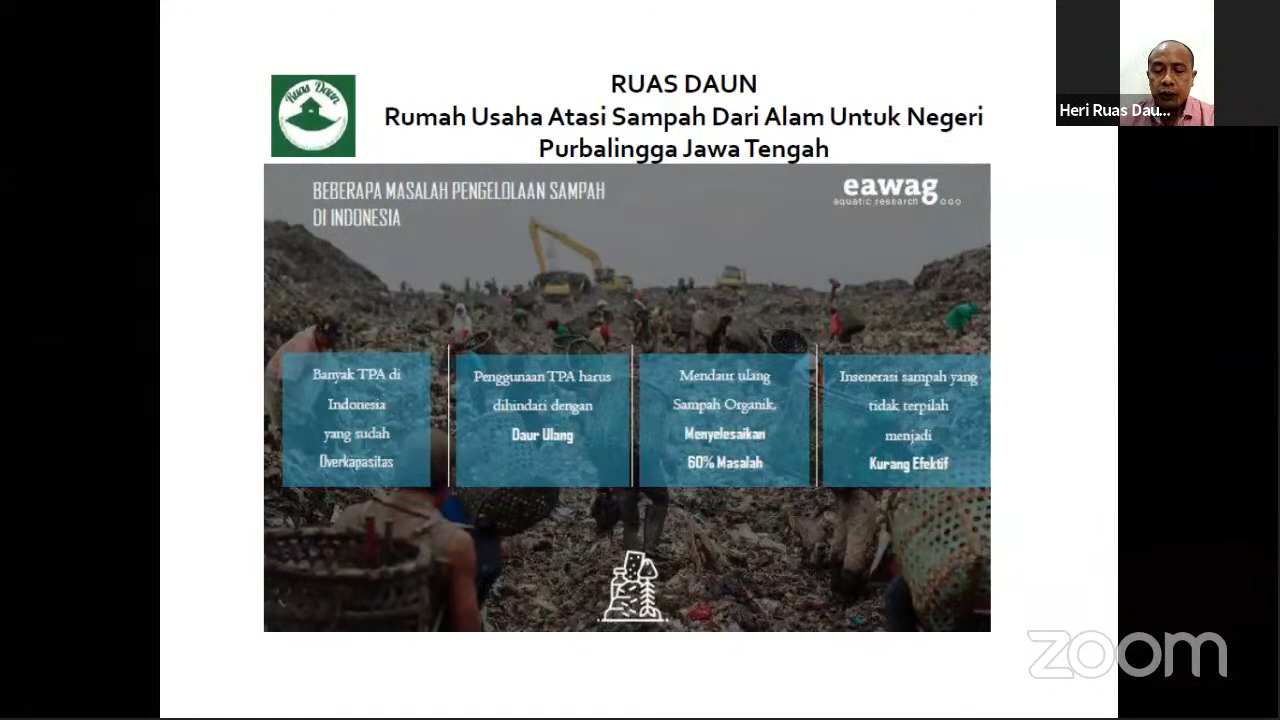 Ruas Daun
RUAS DAUN
Rumah Usaha Atasi Sampah Dari Alam Untuk Negeri
Purbalingga Jawa Tengah
Heri Ruas Dau...
BEBERAPA MASALAH PENGELOLAAN SAMPAH
DI INDONESIA
eawag
aquatic research
Banyak TPA di
Indonesia
yang sudah
Overkapasitas
Penggunaan TPA harus
dihindari dengan
Daur Ulang
Mendaur ulang
Sampah Organik,
Menyelesaikan
60% Masalah
Insenerasi sampah yang
tidak terpilah
menjadi
Kurang Efektif
zoom